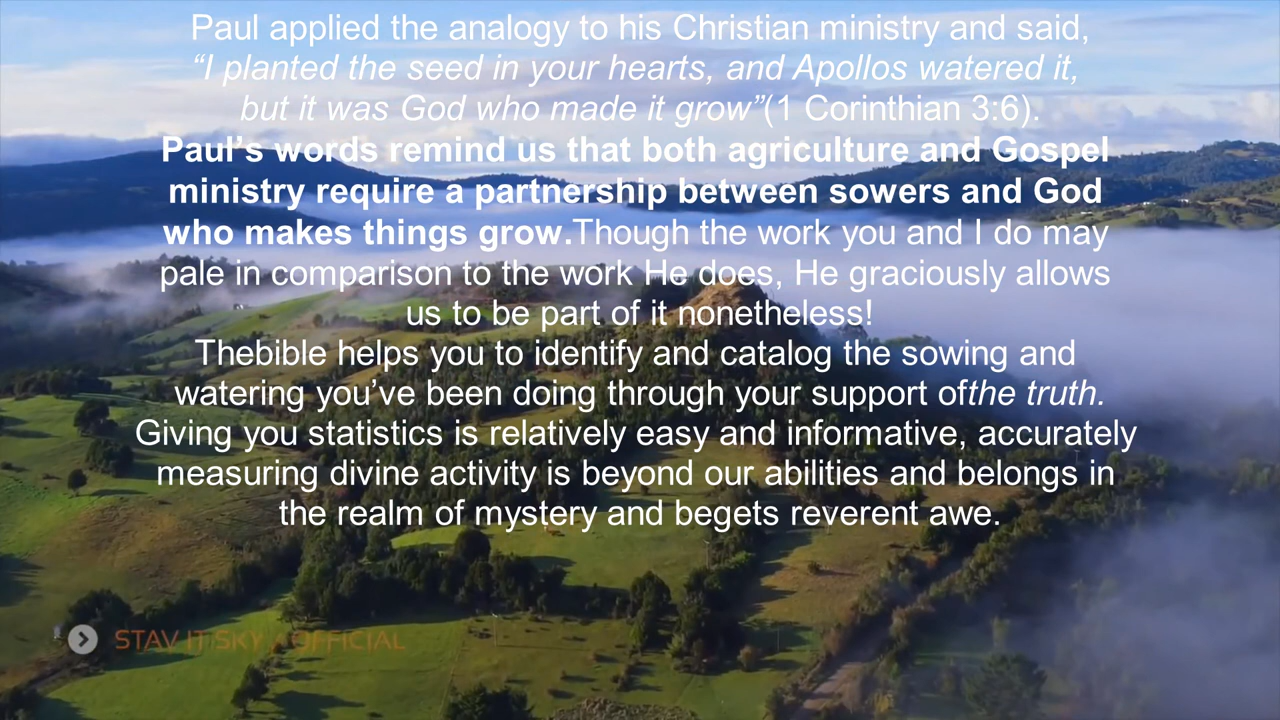 Paul applied the analogy to his Christian ministry and said,
“I planted the seed in your hearts, and Apollos watered it,
but it was God who made it grow”(1 Corinthian 3:6).
Paul’s words remind us that both agriculture and Gospel
ministry require a partnership between sowers and God
who makes things grow.Though the work you and I do may
pale in comparison to the work He does, He graciously allows
us to be part of it nonetheless!
Thebible helps you to identify and catalog the sowing and
watering you’ve been doing through your support ofthe truth.
Giving you statistics is relatively easy and informative, accurately
measuring divine activity is beyond our abilities and belongs in
the realm of mystery and begets reverent awe.
STAV IT SKY / OFFICIAL